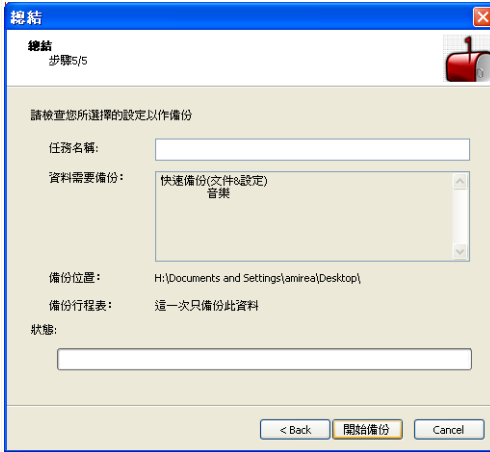 總結
總結
步驟5/5
請檢查您所選擇的設定以作備份
任務名稱:
資料需要備份：
快速備份(文件&設定)
音樂
備份位置： H:\Documents and Settings\amirea\Desktop\
備份行程表： 這一次只備份此資料
狀態:
< Back 開始備份 Cancel